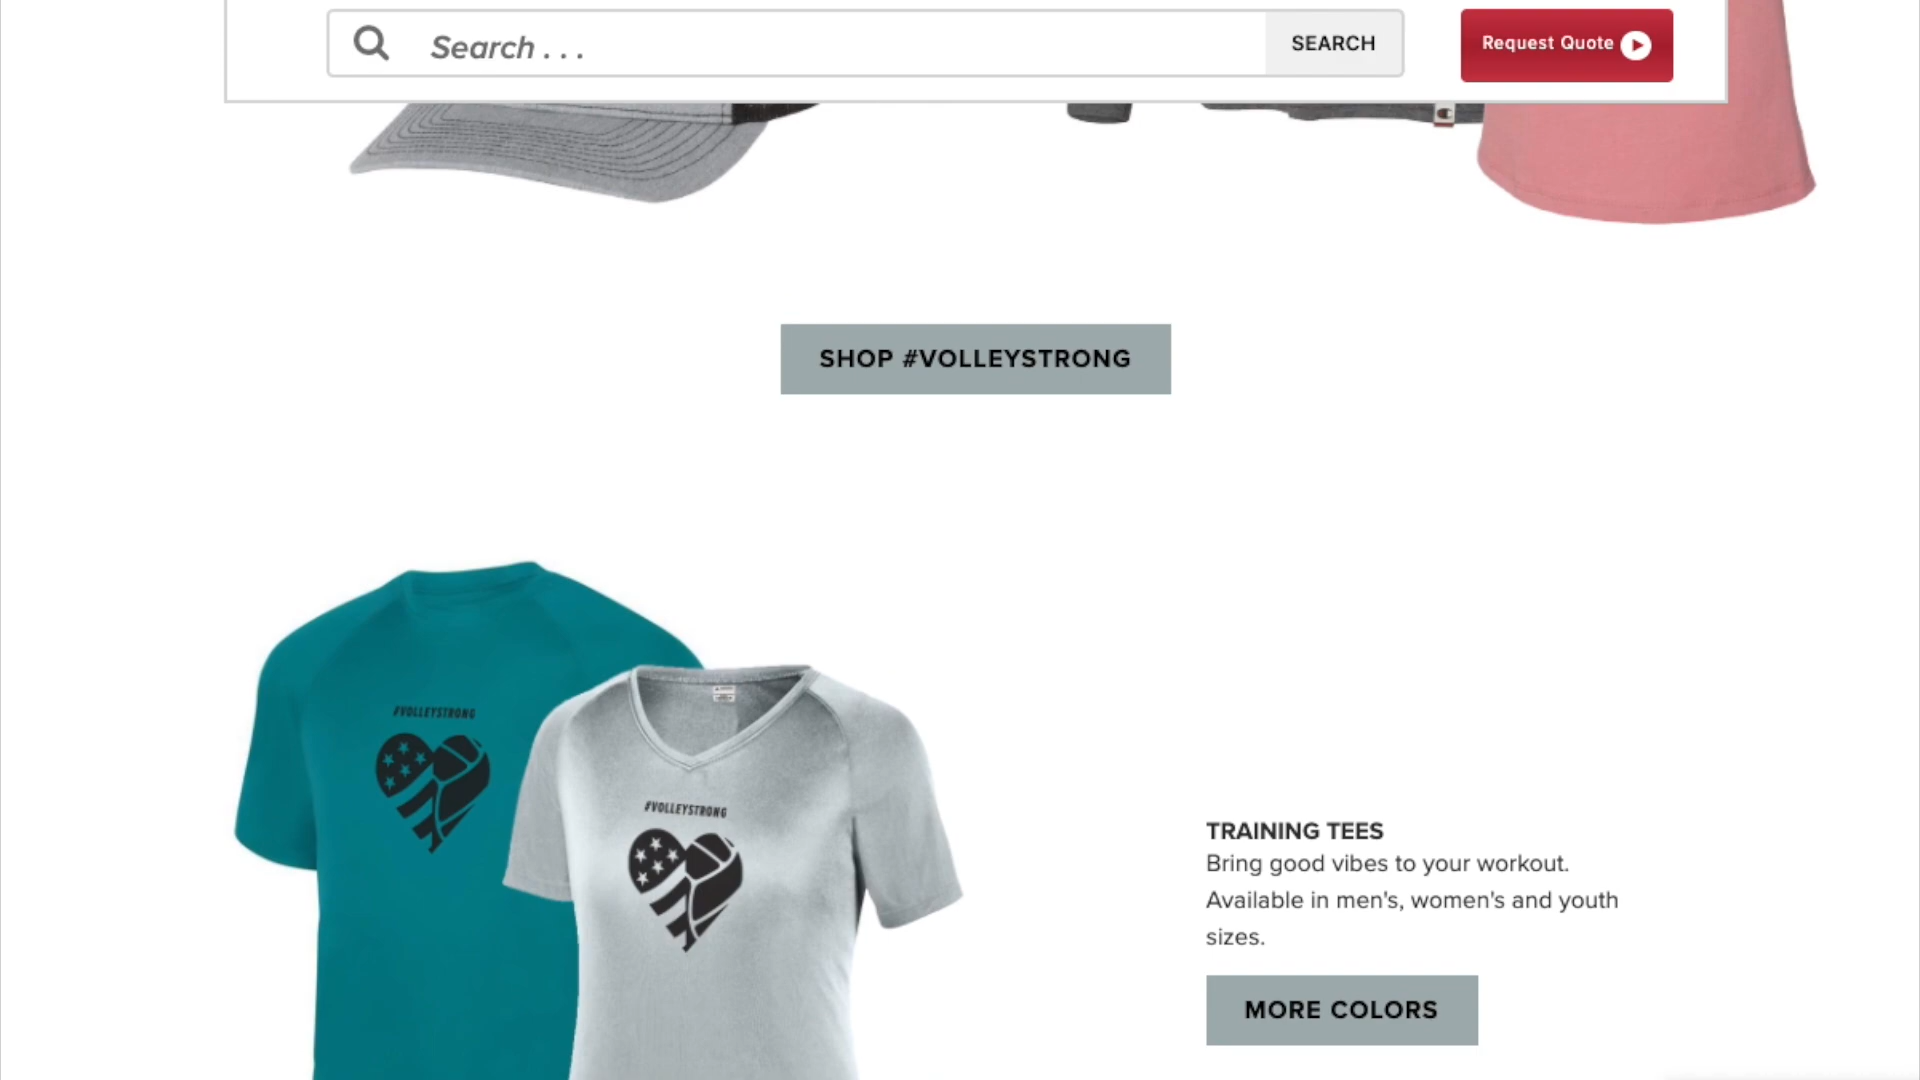 Search . . .
SEARCH
Request Quote
SHOP #VOLLEYSTRONG
#VOLLEYSTRONG
#VOLLEYSTRONG
TRAINING TEES
Bring good vibes to your workout.
Available in men's, women's and youth
sizes.
MORE COLORS